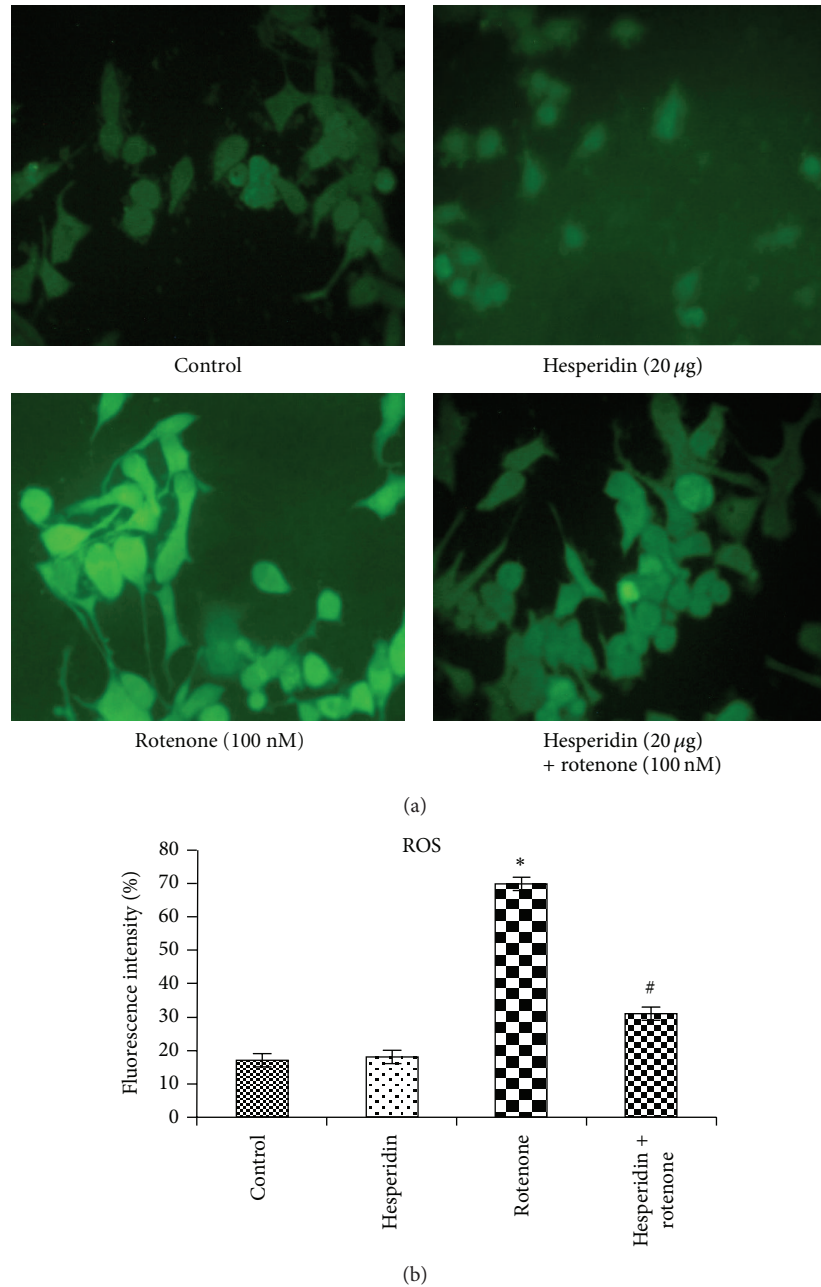 Control
Hesperidin (20 μg)
Rotenone (100 nM)
Hesperidin (20 μg)
+ rotenone (100 nM)
(a)
ROS
Fluorescence intensity (%)
80
70
60
50
40
30
20
10
0
*
#
Control
Hesperidin
Rotenone
Hesperidin +
rotenone
(b)